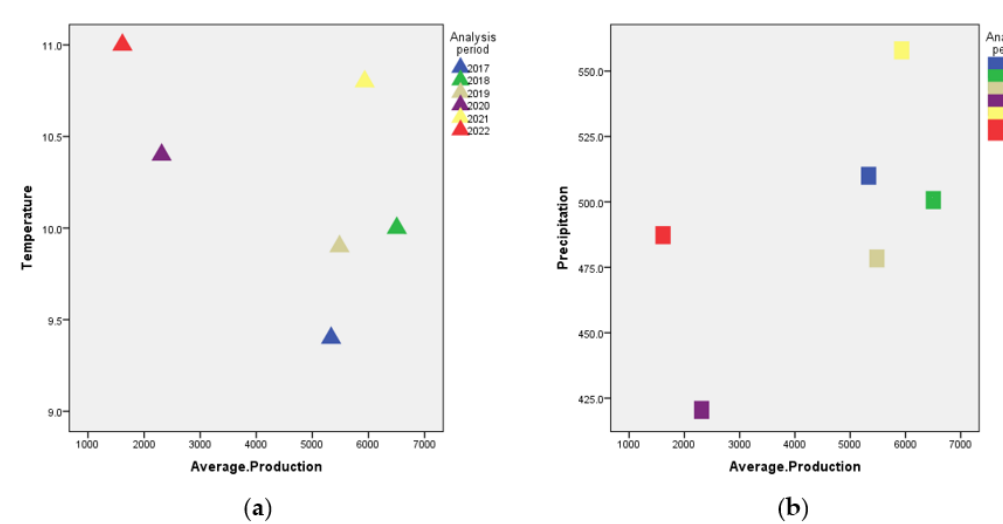 Analysis
period
2017
2018
2019
2020
2021
2022
11.0
10.5
10.0
9.5
9.0
Temperature
1000 2000 3000 4000 5000 6000 7000
Average.Production
(a)
Ana
pe
550.0
525.0
500.0
475.0
450.0
425.0
Precipitation
1000 2000 3000 4000 5000 6000 7000
Average.Production
(b)